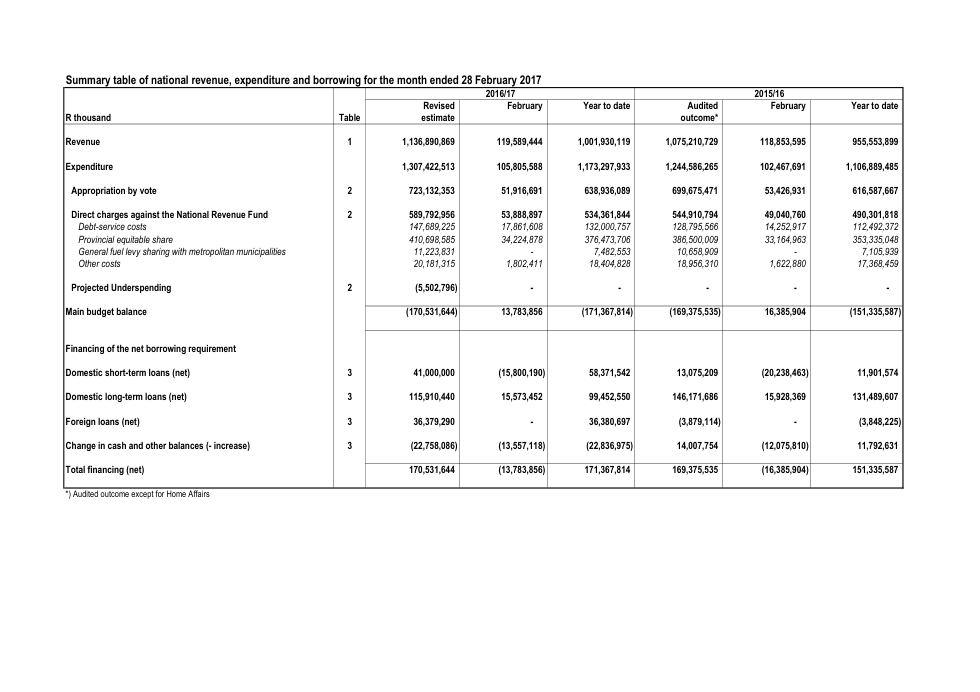 Summary table of national revenue, expenditure and borrowing for the month ended 28 February 2017
2016/17 2015/16
Revised February Year to date Audited February Year to date
R thousand Table estimate outcome*
Revenue 1 1,136,890,869 119,589,444 1,001,930,119 1,075,210,729 118,853,595 955,553,899
Expenditure 1,307,422,513 105,805,588 1,173,297,933 1,244,586,265 102,467,691 1,106,889,485
Appropriation by vote 2 723,132,353 51,916,691 638,936,089 699,675,471 53,426,931 616,587,667
Direct charges against the National Revenue Fund 2 589,792,956 53,888,897 534,361,844 544,910,794 49,040,760 490,301,818
Debt-service costs 147,689,225 17,861,608 132,000,757 128,795,566 14,252,917 112,492,372
Provincial equitable share 410,698,585 34,224,878 376,473,706 386,500,009 33,164,963 353,335,048
General fuel levy sharing with metropolitan municipalities 11,223,831 - 7,482,553 10,658,909 - 7,105,939
Other costs 20,181,315 1,802,411 18,404,828 18,956,310 1,622,880 17,368,459
Projected Underspending 2 (5,502,796) - - - - -
Main budget balance (170,531,644) 13,783,856 (171,367,814) (169,375,535) 16,385,904 (151,335,587)
Financing of the net borrowing requirement
Domestic short-term loans (net) 3 41,000,000 (15,800,190) 58,371,542 13,075,209 (20,238,463) 11,901,574
Domestic long-term loans (net) 3 115,910,440 15,573,452 99,452,550 146,171,686 15,928,369 131,489,607
Foreign loans (net) 3 36,379,290 - 36,380,697 (3,879,114) - (3,848,225)
Change in cash and other balances (- increase) 3 (22,758,086) (13,557,118) (22,836,975) 14,007,754 (12,075,810) 11,792,631
Total financing (net) 170,531,644 (13,783,856) 171,367,814 169,375,535 (16,385,904) 151,335,587
*) Audited outcome except for Home Affairs